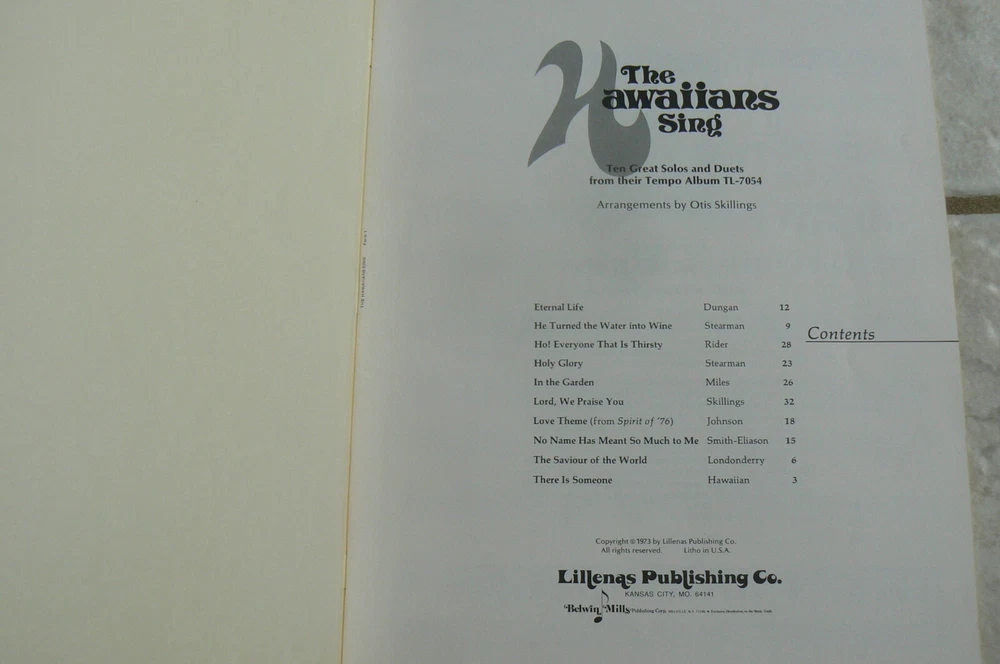 The
Hawaiians
Sing
Ten Great Solos and Duets
from their Tempo Album TL-7054
Arrangements by Otis Skillings
Contents
Eternal Life Dungan 12
He Turned the Water into Wine Stearman 9
Ho! Everyone That Is Thirsty Rider 28
Holy Glory Stearman 23
In the Garden Miles 26
Lord, We Praise You Skillings 32
Love Theme (from Spirit of '76) Johnson 18
No Name Has Meant So Much to Me Smith-Eliason 15
The Saviour of the World Londonderry 6
There Is Someone Hawaiian 3
Copyright © 1973 by Lillenas Publishing Co.
All rights reserved. Litho in U.S.A.
Lillenas Publishing Co.
KANSAS CITY, MO. 64141
Belwin Mills Publishing Corp.
THE HAWAIIANS SING